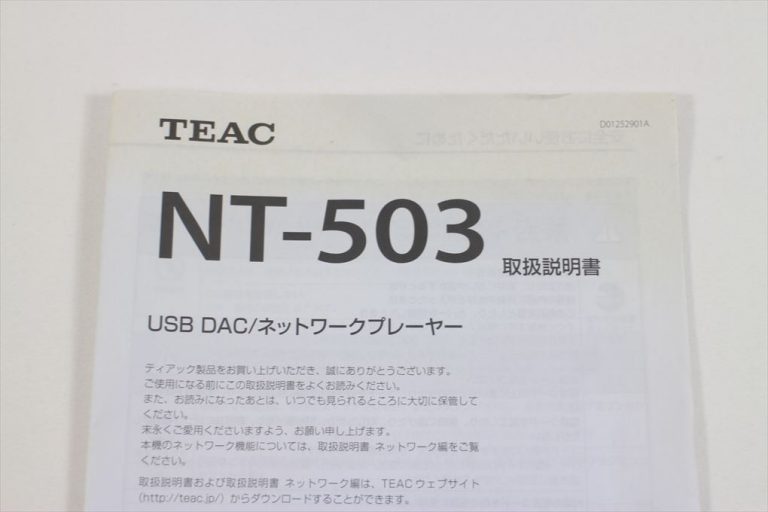 TEAC
D01252901A
NT-503
取扱説明書
USB DAC/ネットワークプレーヤー
ティアック製品をお買い上げいただき、誠にありがとうございます。
ご使用になる前にこの取扱説明書をよくお読みください。
また、お読みになったあとは、いつでも見られるところに大切に保管して
ください。
末永くご愛用くださいますよう、お願い申し上げます。
本機のネットワーク機能については、取扱説明書 ネットワーク編をご覧
ください。
取扱説明書および取扱説明書 ネットワーク編は、TEACウェブサイト
(http://teac.jp/) からダウンロードすることができます。